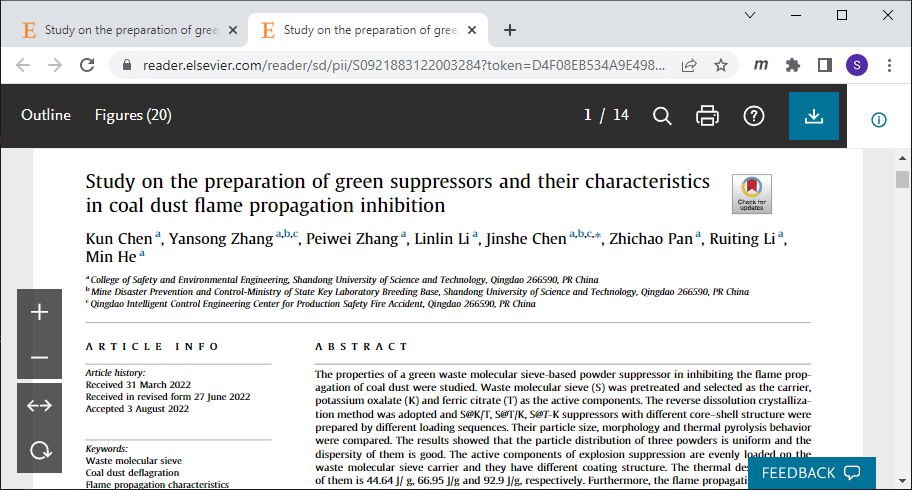 Study on the preparation of gree
Study on the preparation of gree
reader.elsevier.com/reader/sd/pii/S0921883122003284?token=D4F08EB534A9E498...
m
S
Outline Figures (20) 1 / 14
Study on the preparation of green suppressors and their characteristics
in coal dust flame propagation inhibition
Check for
updates
Kun Chen a, Yansong Zhang a,b,c, Peiwei Zhang a, Linlin Li a, Jinshe Chen a,b,c,*, Zhichao Pan a, Ruiting Li a,
Min He a
a College of Safety and Environmental Engineering, Shandong University of Science and Technology, Qingdao 266590, PR China
b Mine Disaster Prevention and Control-Ministry of State Key Laboratory Breeding Base, Shandong University of Science and Technology, Qingdao 266590, PR China
c Qingdao Intelligent Control Engineering Center for Production Safety Fire Accident, Qingdao 266590, PR China
ARTICLE INFO
Article history:
Received 31 March 2022
Received in revised form 27 June 2022
Accepted 3 August 2022
Keywords:
Waste molecular sieve
Coal dust deflagration
Flame propagation characteristics
ABSTRACT
The properties of a green waste molecular sieve-based powder suppressor in inhibiting the flame prop-
agation of coal dust were studied. Waste molecular sieve (S) was pretreated and selected as the carrier,
potassium oxalate (K) and ferric citrate (T) as the active components. The reverse dissolution crystalliza-
tion method was adopted and S@K/T, S@T/K, S@T-K suppressors with different core–shell structure were
prepared by different loading sequences. Their particle size, morphology and thermal pyrolysis behavior
were compared. The results showed that the particle distribution of three powders is uniform and the
dispersity of them is good. The active components of explosion suppression are evenly loaded on the
waste molecular sieve carrier and they have different coating structure. The thermal
of them is 44.64 J/ g, 66.95 J/g and 92.9 J/g, respectively. Furthermore, the flame
FEEDBACK